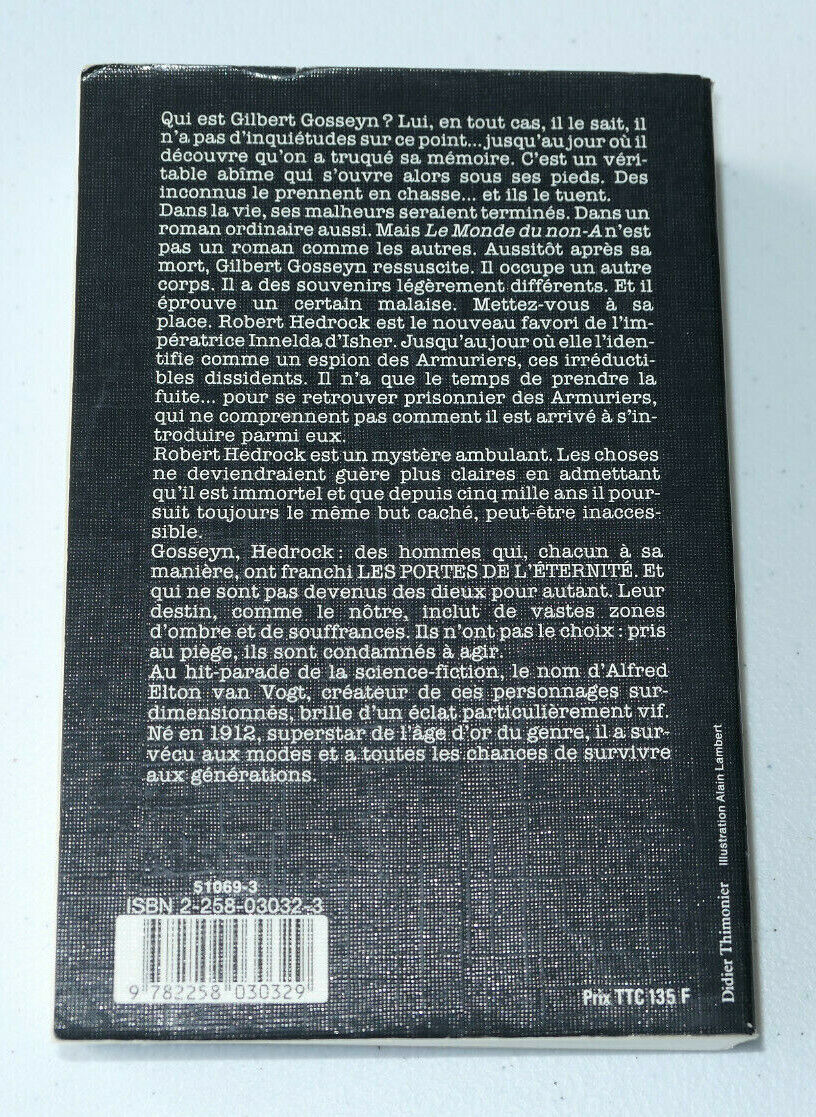 Qui est Gilbert Gosseyn ? Lui, en tout cas, il le sait, il
n'a pas d'inquiétudes sur ce point... jusqu'au jour où il
découvre qu'on a truqué sa mémoire. C'est un véri-
table abîme qui s'ouvre alors sous ses pieds. Des
inconnus le prennent en chasse... et ils le tuent.
Dans la vie, ses malheurs seraient terminés. Dans un
roman ordinaire aussi. Mais Le Monde du non-A n'est
pas un roman comme les autres. Aussitôt après sa
mort, Gilbert Gosseyn ressuscite. Il occupe un autre
corps. Il a des souvenirs légèrement différents. Et il
éprouve un certain malaise. Mettez-vous à sa
place. Robert Hedrock est le nouveau favori de l'im-
pératrice Innelda d'Isher. Jusqu'au jour où elle l'iden-
tifie comme un espion des Armuriers, ces irréducti-
bles dissidents. Il n'a que le temps de prendre la
fuite... pour se retrouver prisonnier des Armuriers,
qui ne comprennent pas comment il est arrivé à s'in-
troduire parmi eux.
Robert Hedrock est un mystère ambulant. Les choses
ne deviendraient guère plus claires en admettant
qu'il est immortel et que depuis cinq mille ans il pour-
suit toujours le même but caché, peut-être inacces-
sible.
Gosseyn, Hedrock : des hommes qui, chacun à sa
manière, ont franchi LES PORTES DE L'ÉTERNITÉ. Et
qui ne sont pas devenus des dieux pour autant. Leur
destin, comme le nôtre, inclut de vastes zones
d'ombre et de souffrances. Ils n'ont pas le choix : pris
au piège, ils sont condamnés à agir.
Au hit-parade de la science-fiction, le nom d'Alfred
Elton van Vogt, créateur de ces personnages sur-
dimensionnés, brille d'un éclat particulièrement vif.
Né en 1912, superstar de l'âge d'or du genre, il a sur-
vécu aux modes et a toutes les chances de survivre
aux générations.
51069-3
ISBN 2-258-03032-3
9 782258 030329
Prix TTC 135 F
Didier Thimonier Illustration Alain Lambert